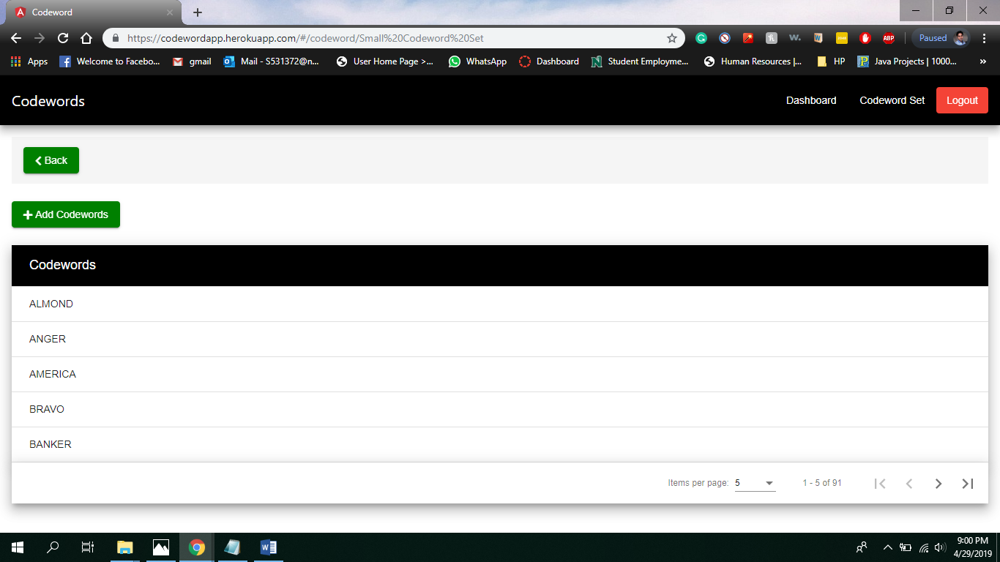 Codeword
https://codewordapp.herokuapp.com/#/codeword/Small%20Codeword%20Set
Paused
Apps Welcome to Facebo... gmail Mail - S531372@n... User Home Page >... WhatsApp Dashboard Student Employme... Human Resources |... HP Java Projects | 1000... »
Codewords Dashboard Codeword Set Logout
Back
Add Codewords
Codewords
ALMOND
ANGER
AMERICA
BRAVO
BANKER
Items per page: 5 1 - 5 of 91
9:00 PM
4/29/2019